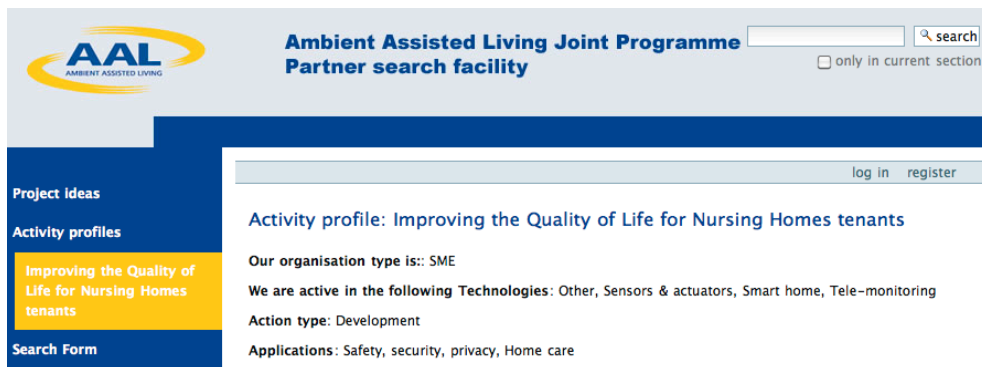 AAL
AMBIENT ASSISTED LIVING
Ambient Assisted Living Joint Programme
Partner search facility
search
only in current section
log in register
Project ideas
Activity profiles
Improving the Quality of
Life for Nursing Homes
tenants
Search Form
Activity profile: Improving the Quality of Life for Nursing Homes tenants
Our organisation type is:: SME
We are active in the following Technologies: Other, Sensors & actuators, Smart home, Tele-monitoring
Action type: Development
Applications: Safety, security, privacy, Home care